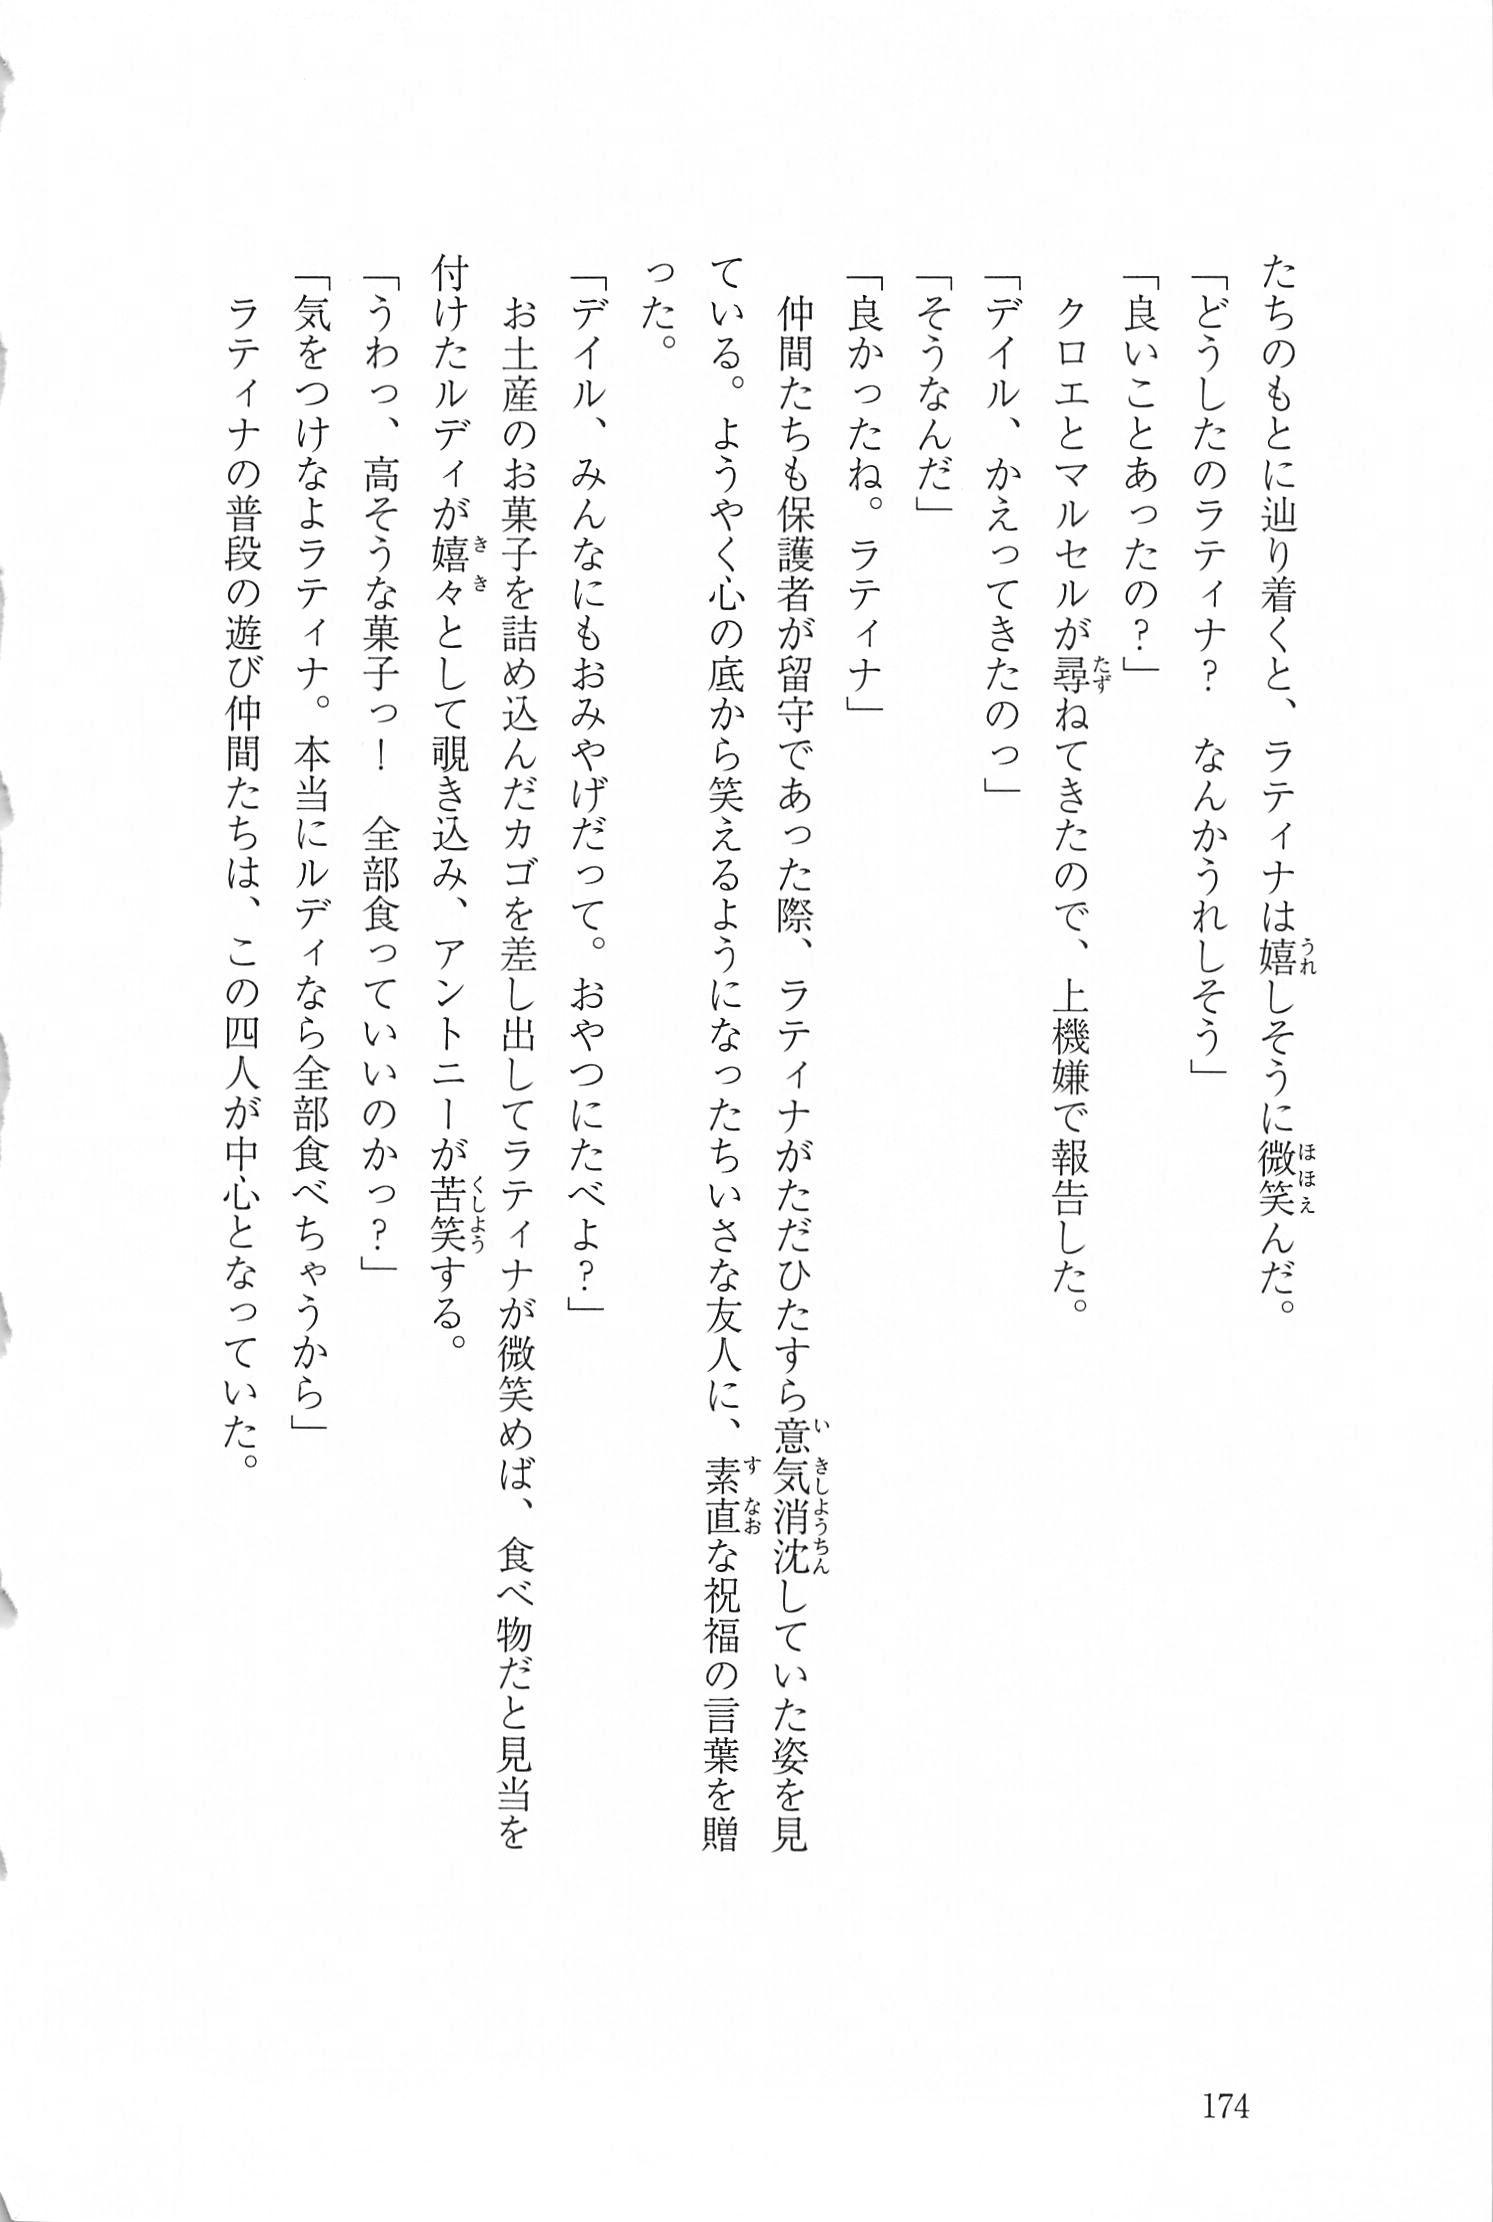 たちのもとに辿り着くと、ラティナは嬉しそうに微笑んだ。
「どうしたのラティナ？　なんかうれしそう」
「良いことあったの？」
　クロエとマルセルが尋ねてきたので、上機嫌で報告した。
「デイル、かえってきたのっ」
「そうなんだ」
「良かったね。ラティナ」
　仲間たちも保護者が留守であった際、ラティナがただひたすら意気消沈していた姿を見
ている。ようやく心の底から笑えるようになったちいさな友人に、素直な祝福の言葉を贈
った。
「デイル、みんなにもおみやげだって。おやつにたべよ？」
　お土産のお菓子を詰め込んだカゴを差し出してラティナが微笑めば、食べ物だと見当を
付けたルディが嬉々として覗き込み、アントニーが苦笑する。
「うわっ、高そうな菓子っ！　全部食っていいのかっ？」
「気をつけなよラティナ。本当にルディなら全部食べちゃうから」
　ラティナの普段の遊び仲間たちは、この四人が中心となっていた。
174